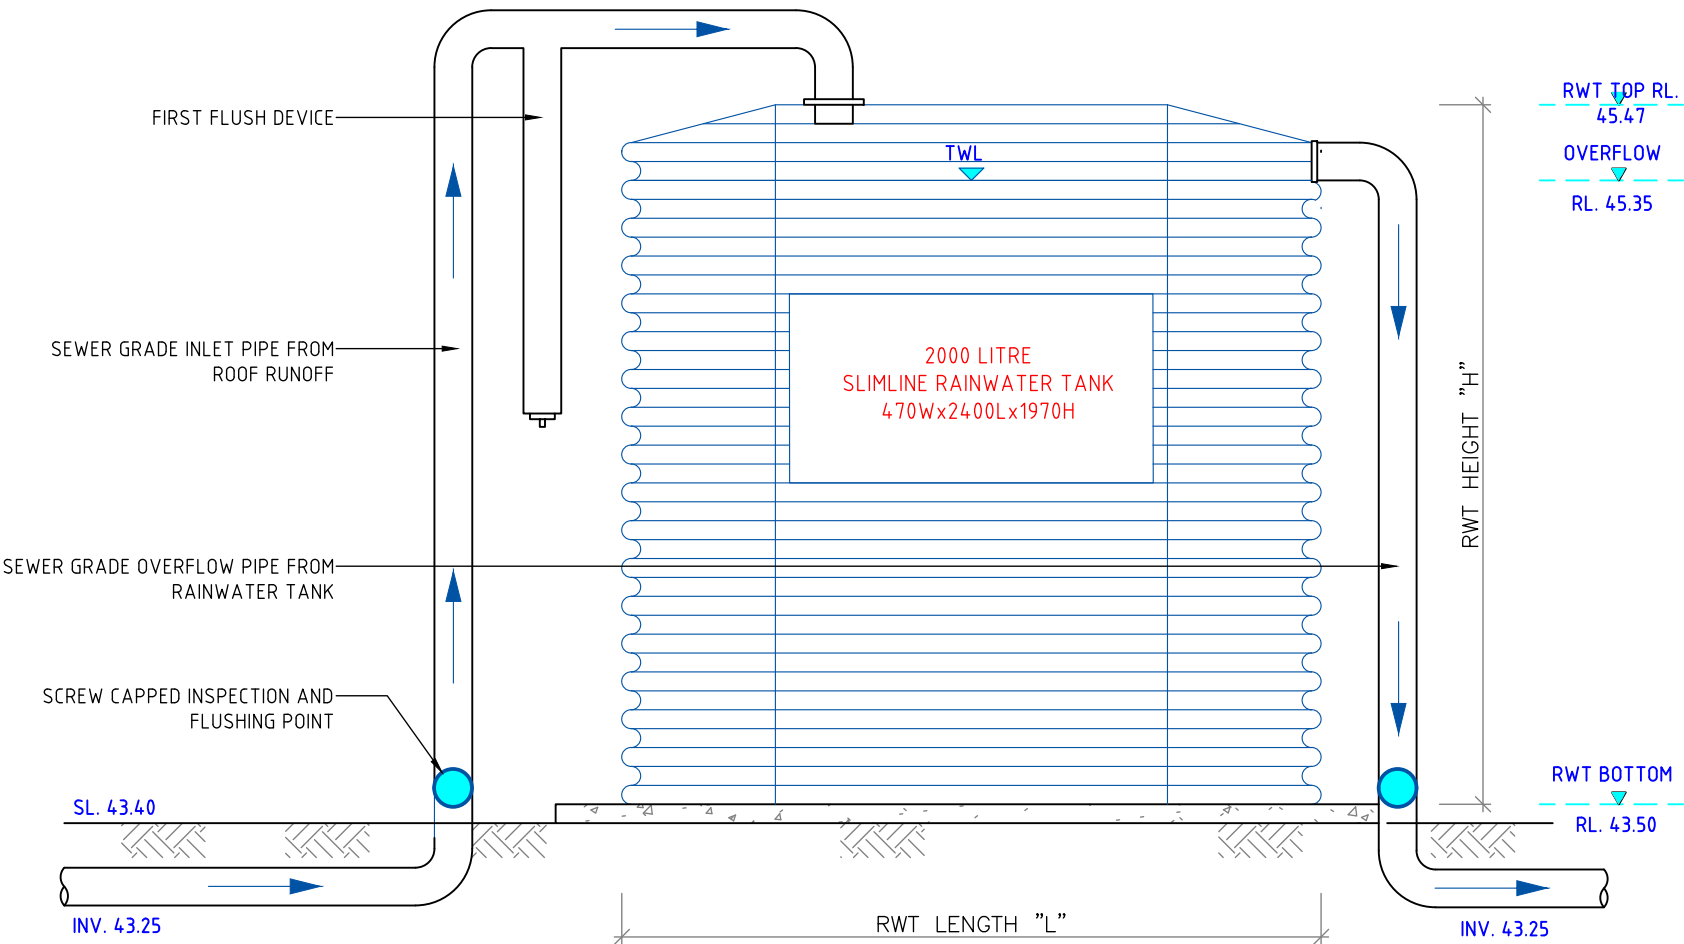 FIRST FLUSH DEVICE
SEWER GRADE INLET PIPE FROM
ROOF RUNOFF
SEWER GRADE OVERFLOW PIPE FROM
RAINWATER TANK
SCREW CAPPED INSPECTION AND
FLUSHING POINT
SL. 43.40
INV. 43.25
TWL
2000 LITRE
SLIMLINE RAINWATER TANK
470Wx2400Lx1970H
RWT LENGTH "L"
RWT HEIGHT "H"
RWT TOP RL.
45.47
OVERFLOW
RL. 45.35
RWT BOTTOM
RL. 43.50
INV. 43.25